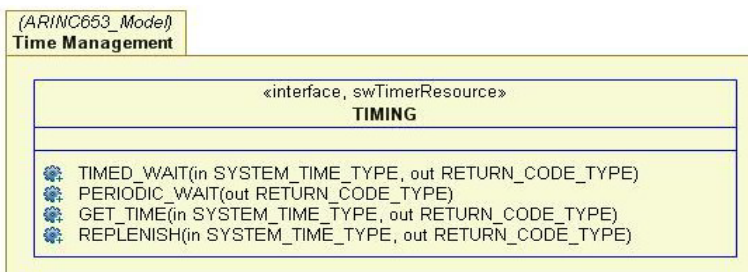 (ARINC653_Model)
Time Management
«interface, swTimerResource»
TIMING
TIMED_WAIT(in SYSTEM_TIME_TYPE, out RETURN_CODE_TYPE)
PERIODIC_WAIT(out RETURN_CODE_TYPE)
GET_TIME(in SYSTEM_TIME_TYPE, out RETURN_CODE_TYPE)
REPLENISH(in SYSTEM_TIME_TYPE, out RETURN_CODE_TYPE)